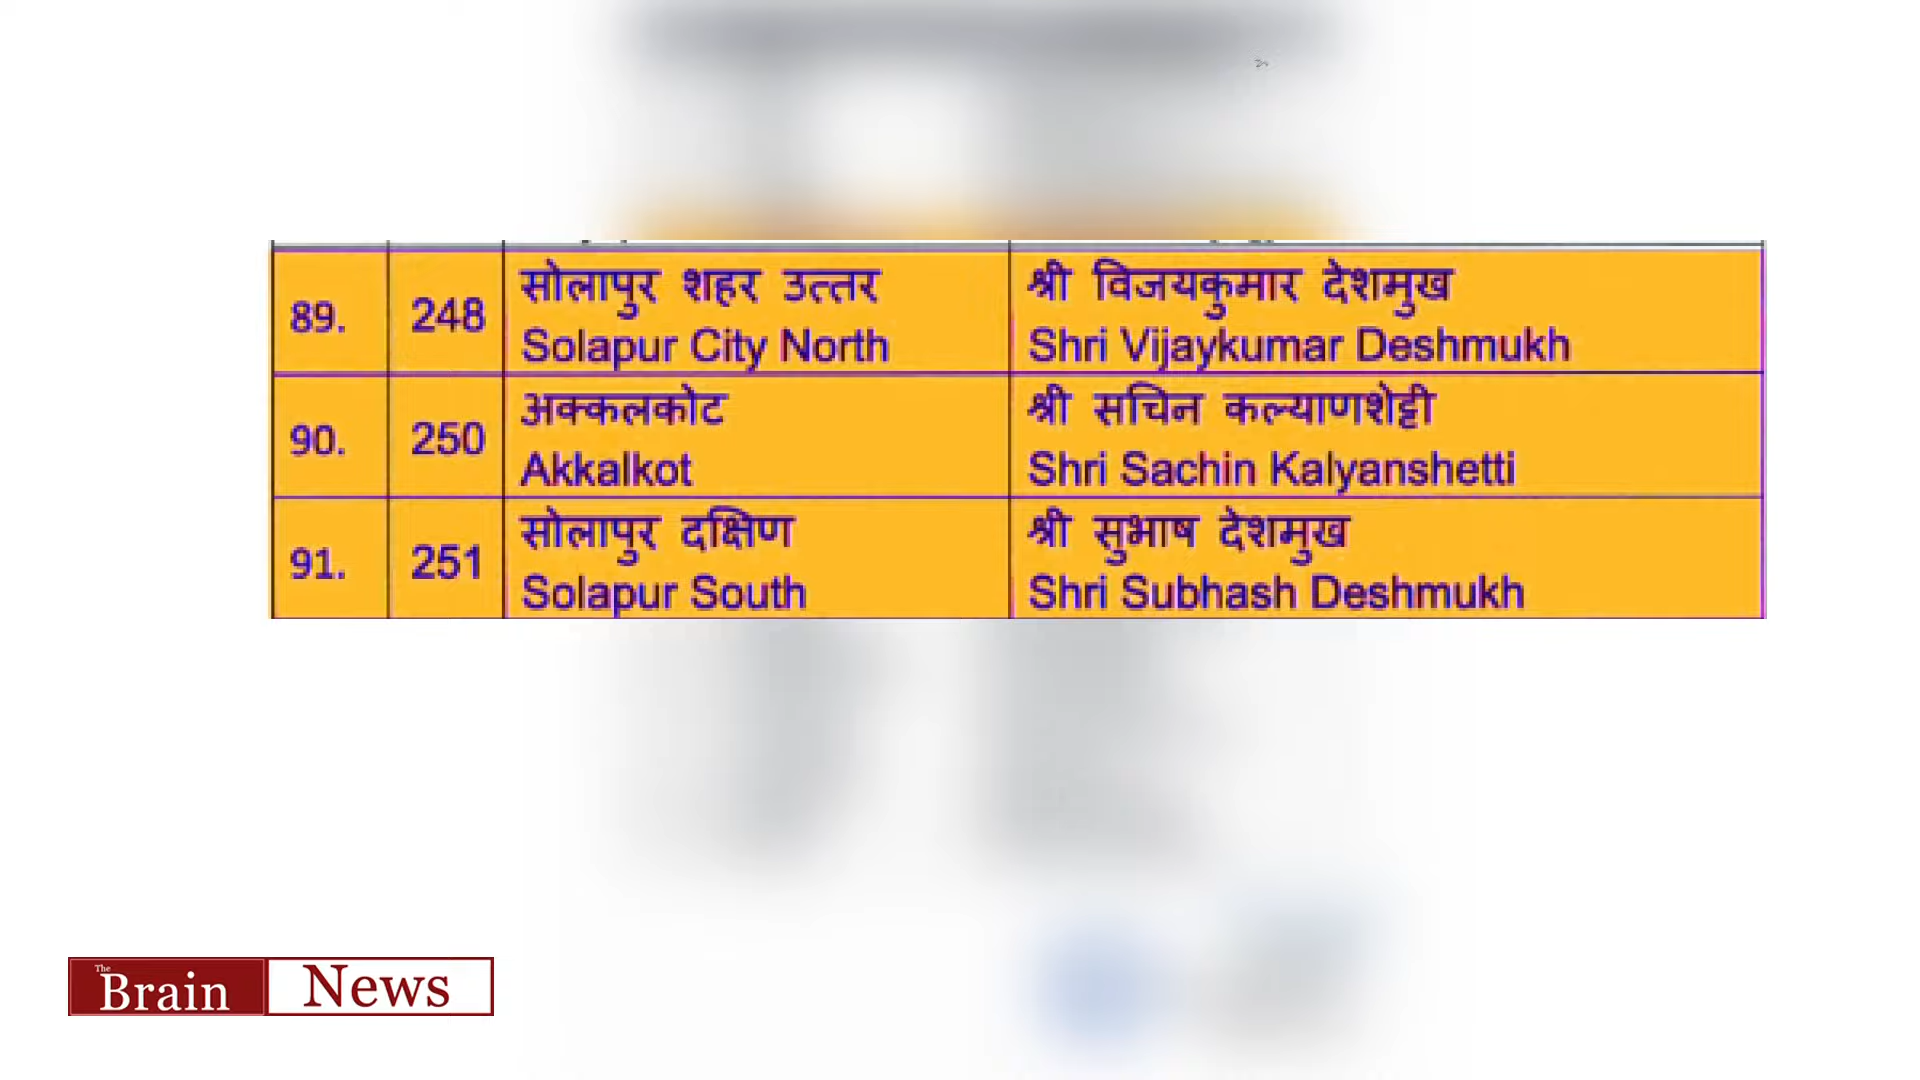 89.
248
सोलापुर शहर उत्तर
Solapur City North
श्री विजयकुमार देशमुख
Shri Vijaykumar Deshmukh
90.
250
अक्कलकोट
Akkalkot
श्री सचिन कल्याणशेट्टी
Shri Sachin Kalyanshetti
91.
251
सोलापुर दक्षिण
Solapur South
श्री सुभाष देशमुख
Shri Subhash Deshmukh
The
Brain News